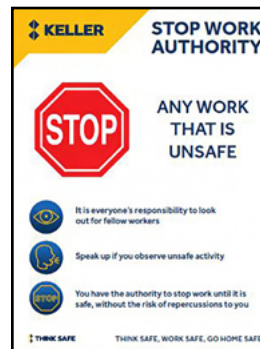 KELLER
STOP WORK
AUTHORITY
STOP
ANY WORK
THAT IS
UNSAFE
It is everyone's responsibility to look
out for fellow workers
Speak up if you observe unsafe activity
STOP
You have the authority to stop work until it is
safe, without the risk of repercussions to you
THINK SAFE
THINK SAFE, WORK SAFE, GO HOME SAFE